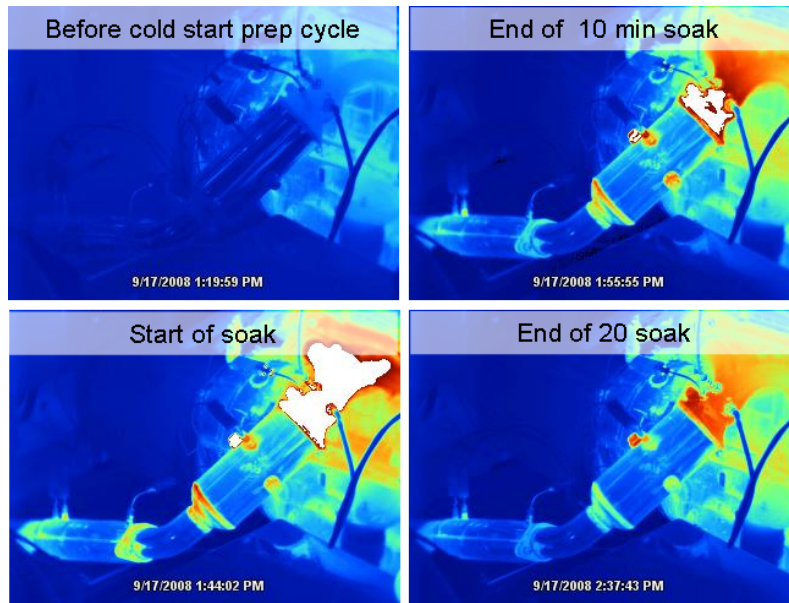 Before cold start prep cycle
9/17/2008 1:19:59 PM
End of 10 min soak
9/17/2008 1:55:55 PM
Start of soak
9/17/2008 1:44:02 PM
End of 20 soak
9/17/2008 2:37:43 PM